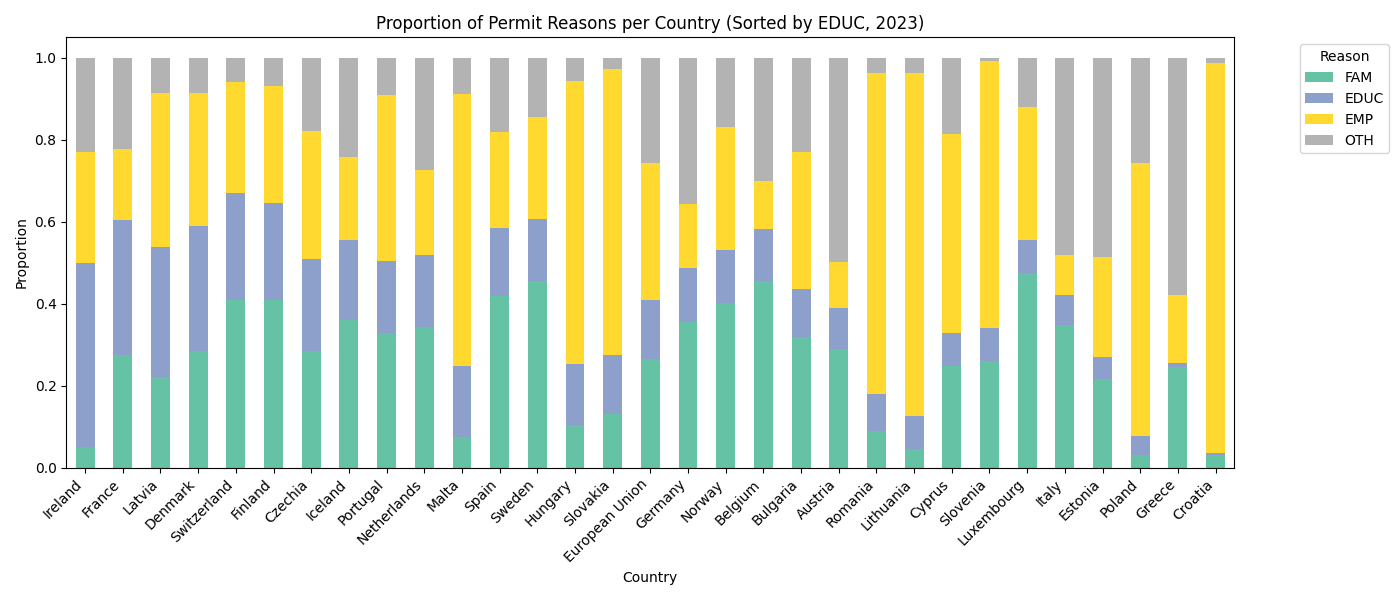 Proportion of Permit Reasons per Country (Sorted by EDUC, 2023)
Reason
FAM
EDUC
EMP
OTH
Proportion
1.0
0.8
0.6
0.4
0.2
0.0
Ireland
France
Latvia
Denmark
Switzerland
Finland
Czechia
Iceland
Portugal
Netherlands
Malta
Spain
Sweden
Hungary
Slovakia
European Union
Germany
Norway
Belgium
Bulgaria
Austria
Romania
Lithuania
Cyprus
Slovenia
Luxembourg
Italy
Estonia
Poland
Greece
Croatia
Country